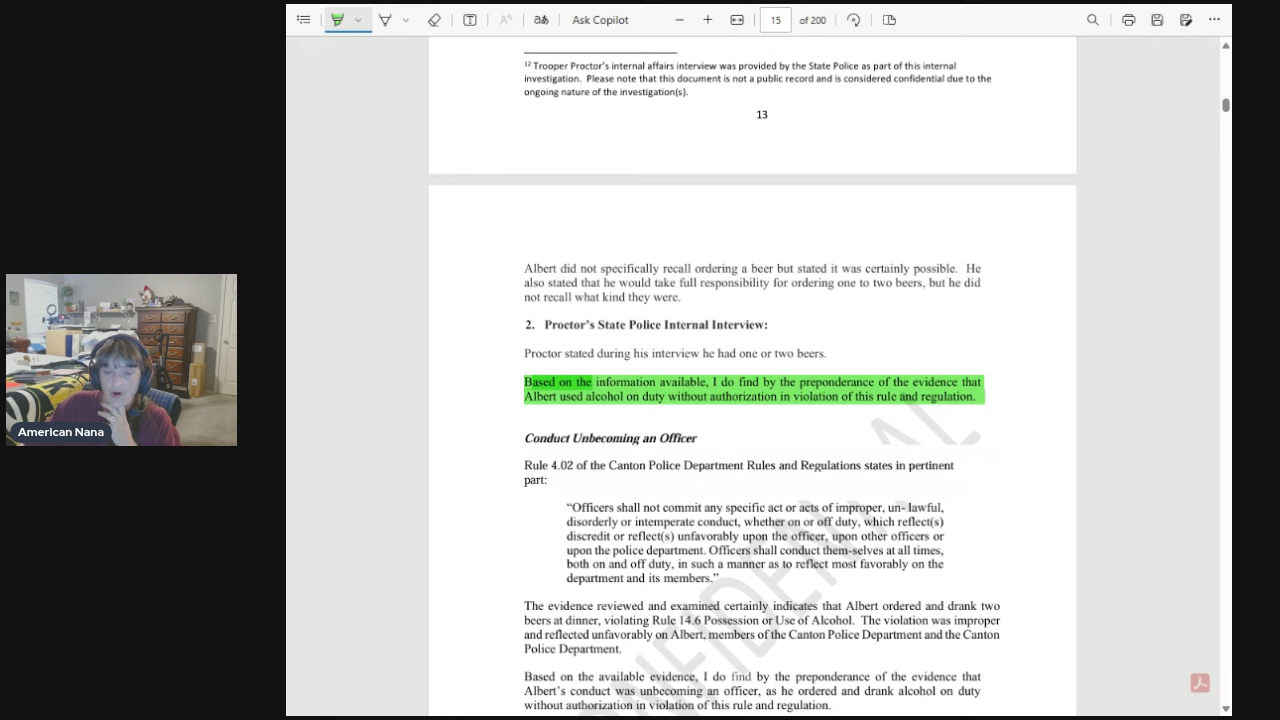 Ask Copilot
15 of 200
12 Trooper Proctor's internal affairs interview was provided by the State Police as part of this internal
investigation. Please note that this document is not a public record and is considered confidential due to the
ongoing nature of the investigation(s).
13
Albert did not specifically recall ordering a beer but stated it was certainly possible. He
also stated that he would take full responsibility for ordering one to two beers, but he did
not recall what kind they were.
2. Proctor's State Police Internal Interview:
Proctor stated during his interview he had one or two beers.
Based on the information available, I do find by the preponderance of the evidence that
Albert used alcohol on duty without authorization in violation of this rule and regulation.
Conduct Unbecoming an Officer
Rule 4.02 of the Canton Police Department Rules and Regulations states in pertinent
part:
"Officers shall not commit any specific act or acts of improper, un- lawful,
disorderly or intemperate conduct, whether on or off duty, which reflect(s)
discredit or reflect(s) unfavorably upon the officer, upon other officers or
upon the police department. Officers shall conduct them-selves at all times,
both on and off duty, in such a manner as to reflect most favorably on the
department and its members."
The evidence reviewed and examined certainly indicates that Albert ordered and drank two
beers at dinner, violating Rule 14.6 Possession or Use of Alcohol. The violation was improper
and reflected unfavorably on Albert, members of the Canton Police Department and the Canton
Police Department.
Based on the available evidence, I do find by the preponderance of the evidence that
Albert's conduct was unbecoming an officer, as he ordered and drank alcohol on duty
without authorization in violation of this rule and regulation.
American Nana